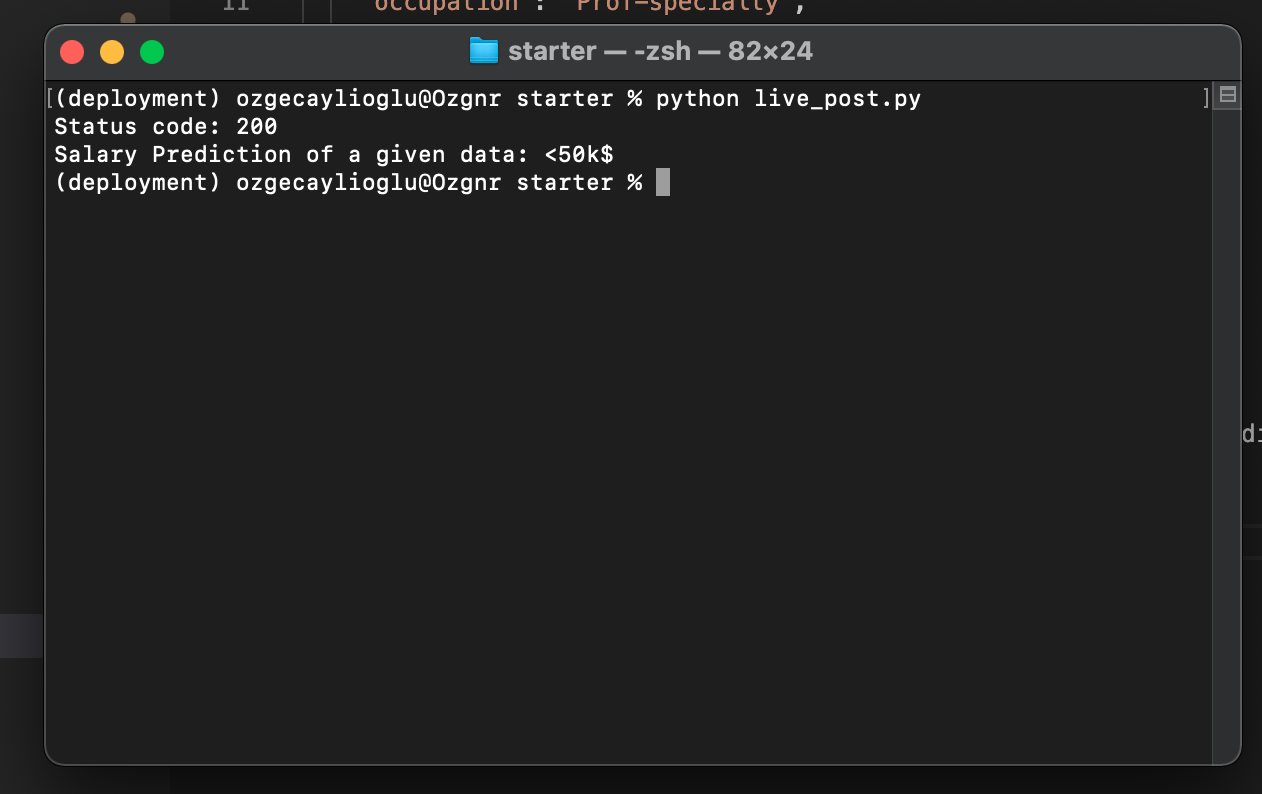 11 "occupation": "Prof-specialty",
starter — -zsh — 82×24
[(deployment) ozgecaylioglu@Ozgnr starter % python live_post.py ]
Status code: 200
Salary Prediction of a given data: <50k$
(deployment) ozgecaylioglu@Ozgnr starter %
di